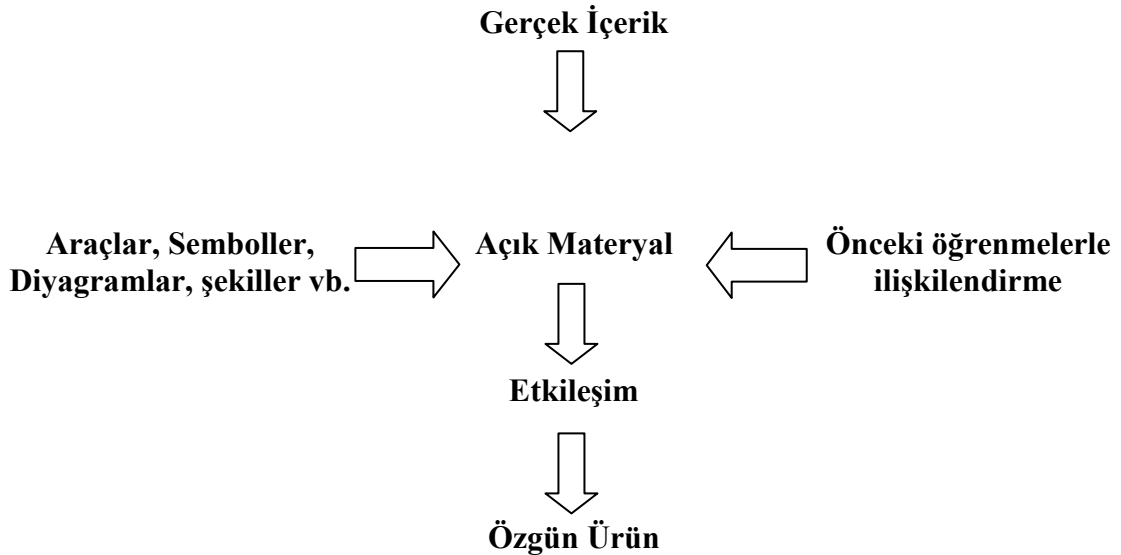 Gerçek İçerik
Araçlar, Semboller,
Diyagramlar, şekiller vb.
Açık Materyal
Önceki öğrenmelerle
ilişkilendirme
Etkileşim
Özgün Ürün